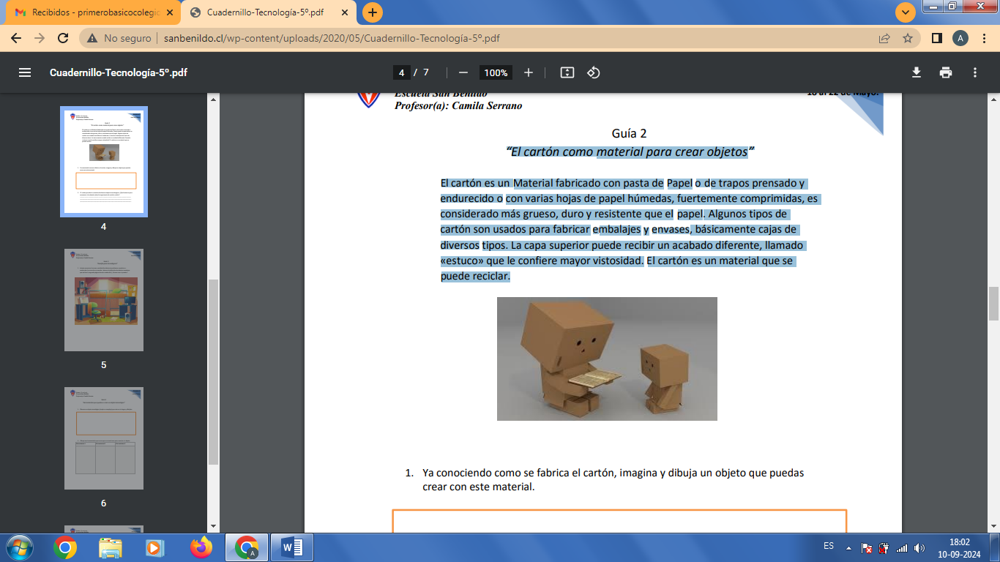 Recibidos - primerobasicocolegic
Cuadernillo-Tecnología-5º.pdf
No seguro
sanbenildo.cl/wp-content/uploads/2020/05/Cuadernillo-Tecnología-5º.pdf
A
Cuadernillo-Tecnología-5º.pdf
4 / 7
100%
Escuela San Benildo
18 al 22 de Mayo.
Profesor(a): Camila Serrano
Guía 2
“El cartón como material para crear objetos”
El cartón es un Material fabricado con pasta de Papel o de trapos prensado y
endurecido o con varias hojas de papel húmedas, fuertemente comprimidas, es
considerado más grueso, duro y resistente que el papel. Algunos tipos de
cartón son usados para fabricar embalajes y envases, básicamente cajas de
diversos tipos. La capa superior puede recibir un acabado diferente, llamado
«estuco» que le confiere mayor vistosidad. El cartón es un material que se
puede reciclar.
1. Ya conociendo como se fabrica el cartón, imagina y dibuja un objeto que puedas
crear con este material.
4
5
6
A
W
ES
18:02
10-09-2024